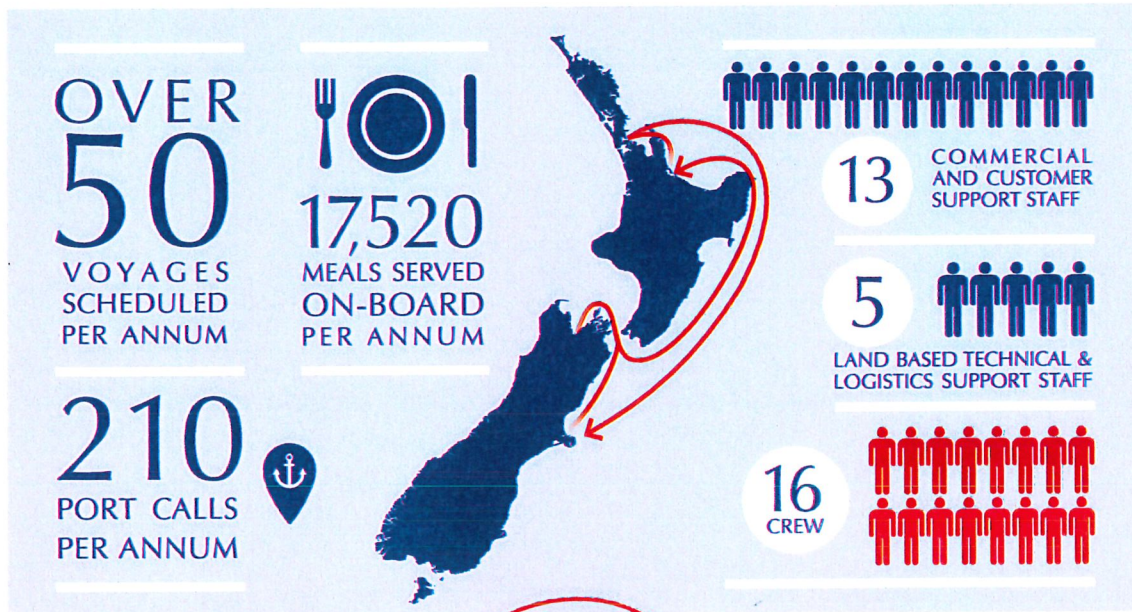 OVER
50
VOYAGES
SCHEDULED
PER ANNUM
17,520
MEALS SERVED
ON-BOARD
PER ANNUM
210
PORT CALLS
PER ANNUM
13
COMMERCIAL
AND CUSTOMER
SUPPORT STAFF
5
LAND BASED TECHNICAL &
LOGISTICS SUPPORT STAFF
16
CREW